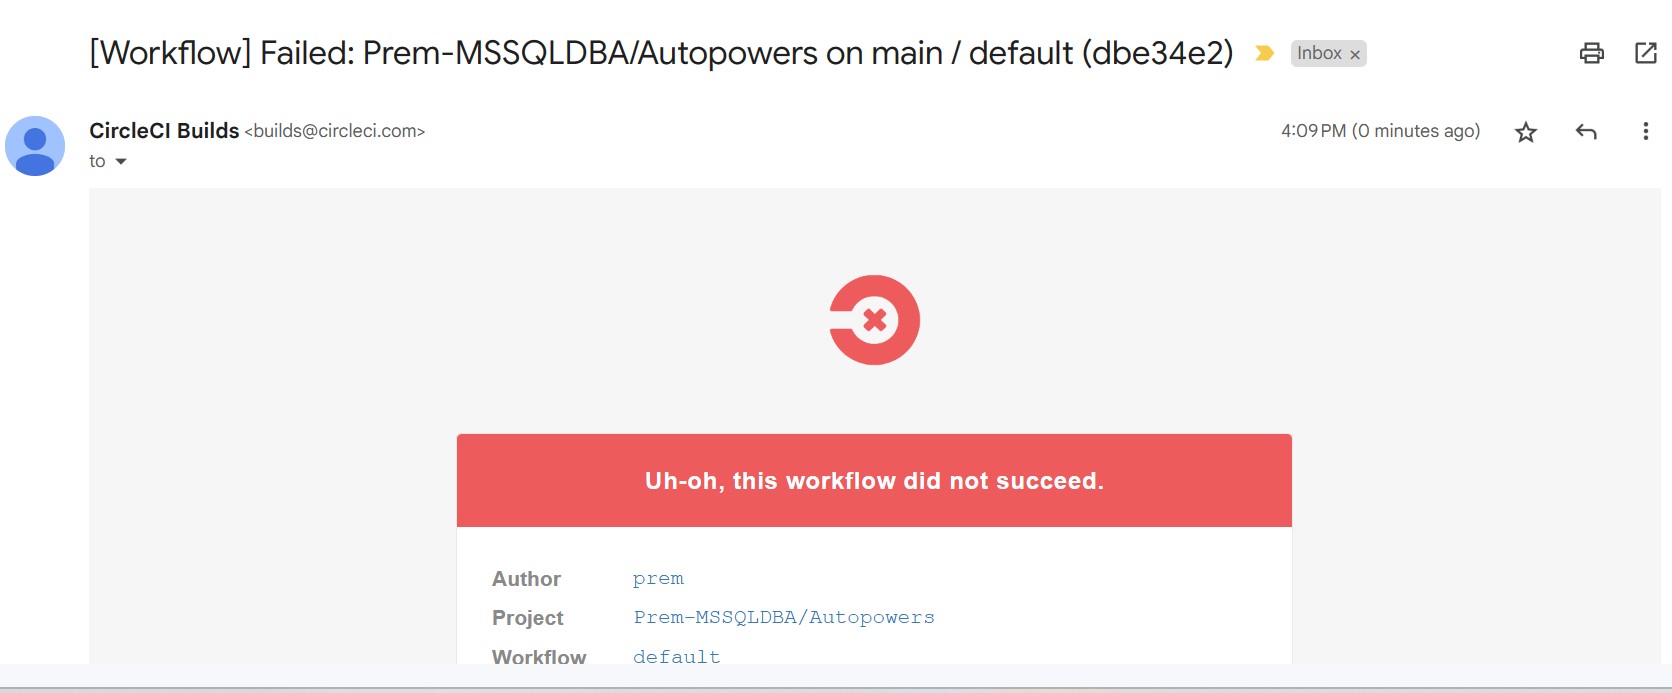 [Workflow] Failed: Prem-MSSQLDBA/Autopowers on main / default (dbe34e2) Inbox ×
CircleCI Builds <builds@circleci.com> 4:09 PM (0 minutes ago)
to
Uh-oh, this workflow did not succeed.
Author prem
Project Prem-MSSQLDBA/Autopowers
Workflow default